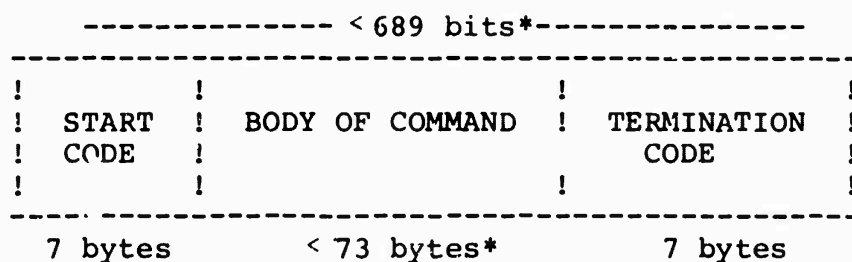 --------------- < 689 bits*----------------
--------------------------------------------------
! ! ! !
! START ! BODY OF COMMAND ! TERMINATION !
! CODE ! ! CODE !
! ! ! !
--------------------------------------------------
7 bytes < 73 bytes* 7 bytes